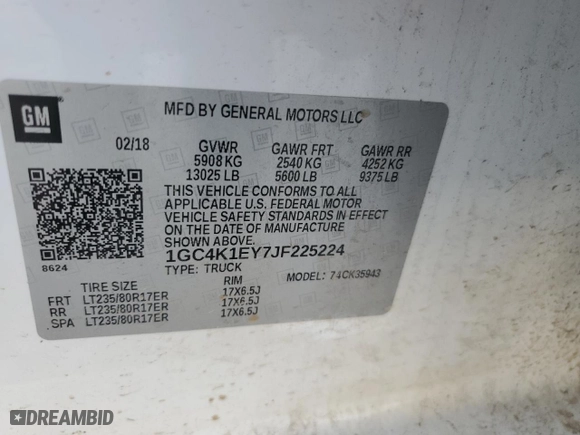 GM
MFD BY GENERAL MOTORS LLC
02/18 GVWR GAWR FRT GAWR RR
5908 KG 2540 KG 4252 KG
13025 LB 5600 LB 9375 LB
THIS VEHICLE CONFORMS TO ALL
APPLICABLE U.S. FEDERAL MOTOR
VEHICLE SAFETY STANDARDS IN EFFECT
ON THE DATE OF MANUFACTURE
SHOWN ABOVE.
8624 1GC4K1EY7JF225224
TYPE: TRUCK MODEL: 74CK35943
TIRE SIZE RIM
FRT LT235/80R17ER 17X6.5J
RR LT235/80R17ER 17X6.5J
SPA LT235/80R17ER 17X6.5J
DREAMBID